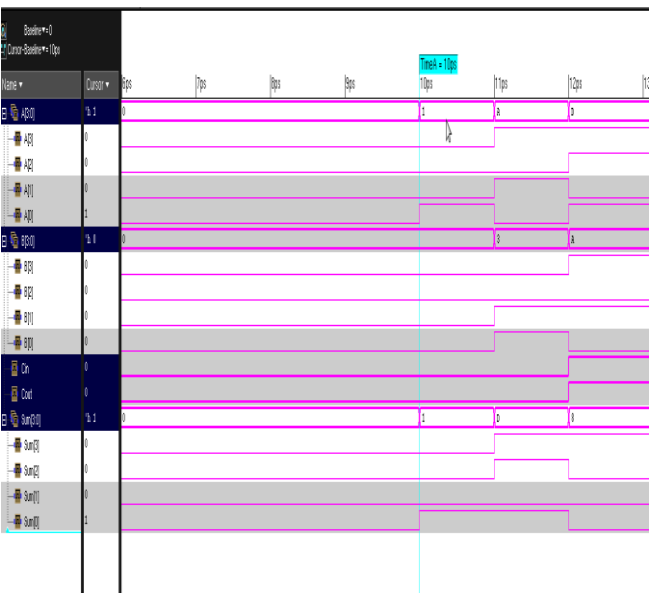 Baseline▼=0
Cursor-Baseline▼=10ps
TimeA = 10ps
Name▼ Cursor▼ 6ps 7ps 8ps 9ps 10ps 11ps 12ps
A[3:0] 'h 1 0 1 A D
A[3] 0
A[2] 0
A[1] 0
A[0] 1
B[3:0] 'h 0 0 3 A
B[3] 0
B[2] 0
B[1] 0
B[0] 0
Cin 0
Cout 0
Sum[3:0] 'h 1 0 1 D 8
Sum[3] 0
Sum[2] 0
Sum[1] 0
Sum[0] 1